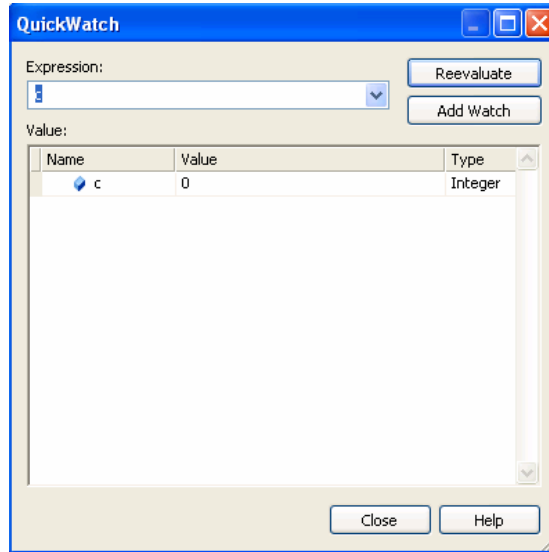 QuickWatch
Expression:
Reevaluate
c
Add Watch
Value:
Name Value Type
c 0 Integer
Close Help